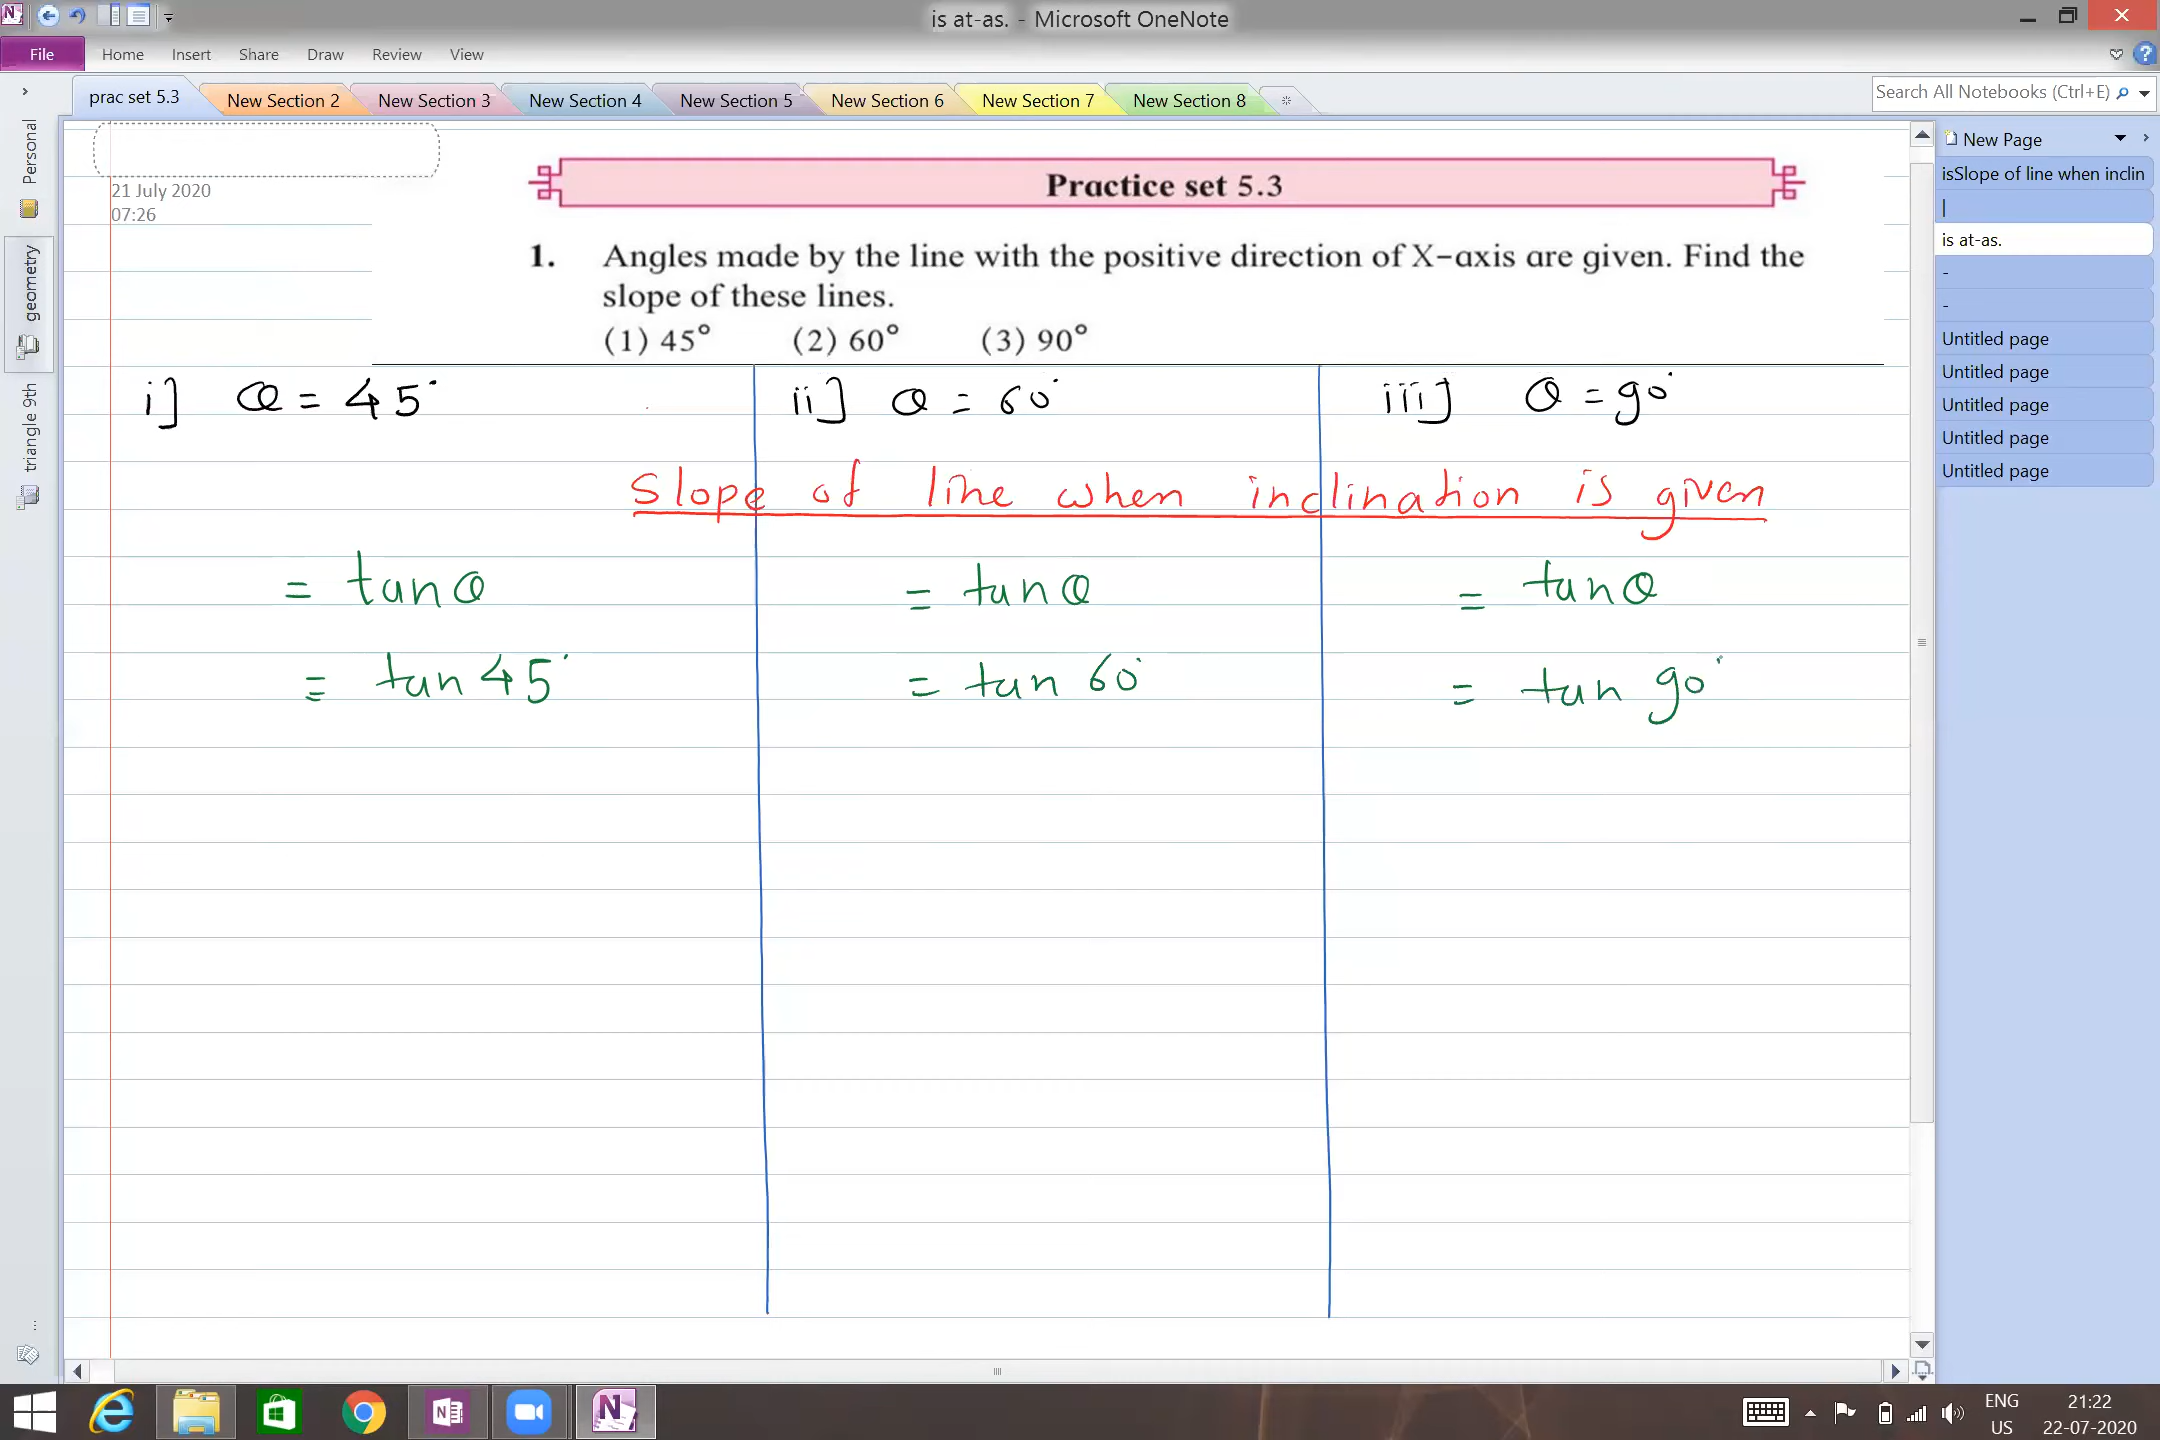 is at-as. - Microsoft OneNote
File Home Insert Share Draw Review View
prac set 5.3 New Section 2 New Section 3 New Section 4 New Section 5 New Section 6 New Section 7 New Section 8
Search All Notebooks (Ctrl+E)
Personal
geometry
triangle 9th
21 July 2020
07:26
Practice set 5.3
1. Angles made by the line with the positive direction of X-axis are given. Find the
slope of these lines.
(1) 45° (2) 60° (3) 90°
i] θ = 45° ii] θ = 60° iii] θ = 90°
Slope of line when inclination is given
= tanθ = tanθ = tanθ
= tan 45° = tan 60° = tan 90°
New Page
isSlope of line when inclin
|
is at-as.
-
-
Untitled page
Untitled page
Untitled page
Untitled page
Untitled page
ENG
US
21:22
22-07-2020